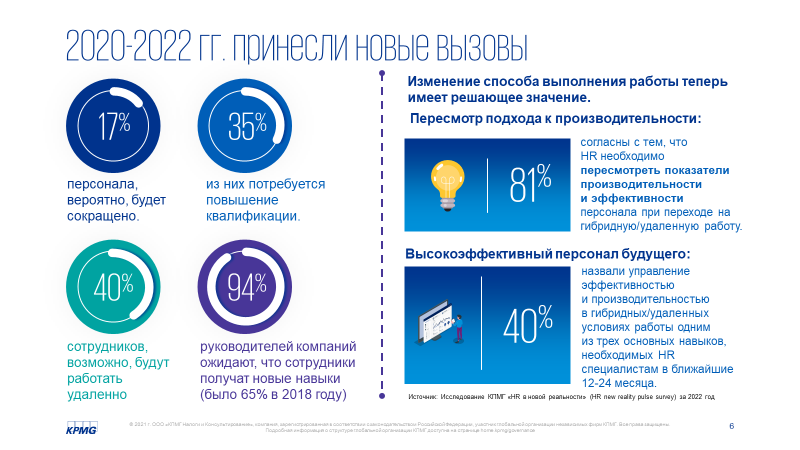 2020-2022 гг. принесли новые вызовы
17%
персонала,
вероятно, будет
сокращено.
35%
из них потребуется
повышение
квалификации.
40%
сотрудников,
возможно, будут
работать
удаленно
94%
руководителей компаний
ожидают, что сотрудники
получат новые навыки
(было 65% в 2018 году)
Изменение способа выполнения работы теперь
имеет решающее значение.
Пересмотр подхода к производительности:
81%
согласны с тем, что
HR необходимо
пересмотреть показатели
производительности
и эффективности
персонала при переходе на
гибридную/удаленную работу.
Высокоэффективный персонал будущего:
40%
назвали управление
эффективностью
и производительностью
в гибридных/удаленных
условиях работы одним
из трех основных навыков,
необходимых HR
специалистам в ближайшие
12-24 месяца.
Источник: Исследование КПМГ «HR в новой реальности» (HR new reality pulse survey) за 2022 год
KPMG
© 2021 г. ООО «КПМГ Налоги и Консультирование», компания, зарегистрированная в соответствии с законодательством Российской Федерации, участник глобальной организации независимых фирм КПМГ. Все права защищены.
Подробная информация о структуре глобальной организации КПМГ доступна на странице home.kpmg/governance
6